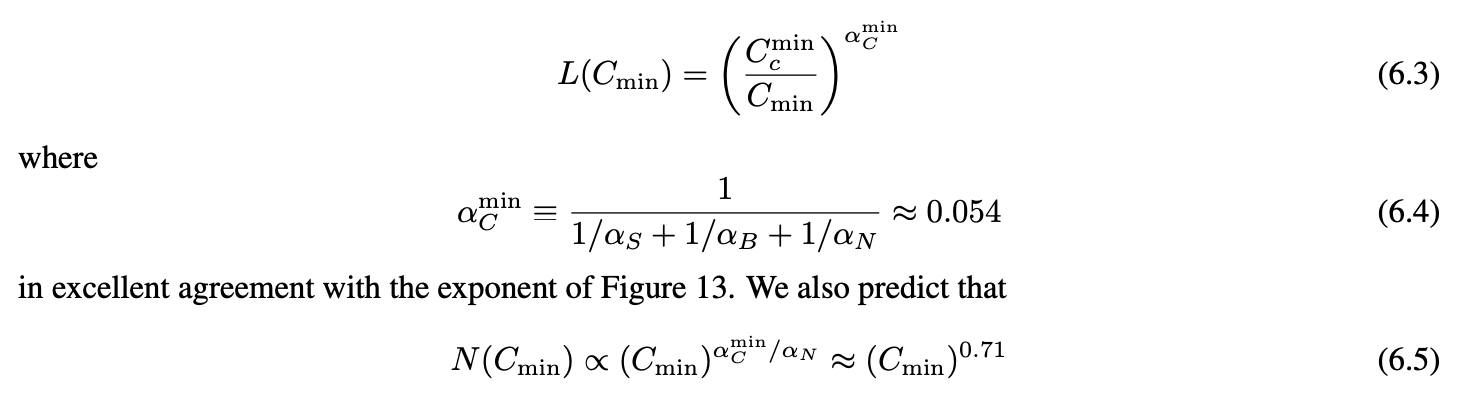 L(C_min) = (C_c^min / C_min)^{α_C^min} (6.3)
where
α_C^min ≡ 1 / (1/α_S + 1/α_B + 1/α_N) ≈ 0.054 (6.4)
in excellent agreement with the exponent of Figure 13. We also predict that
N(C_min) ∝ (C_min)^{α_C^min/α_N} ≈ (C_min)^{0.71} (6.5)